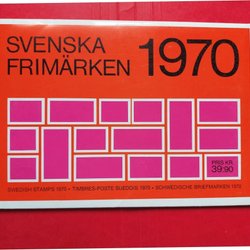 SVENSKA
FRIMÄRKEN 1970
PRIS KR.
39:90
SWEDISH STAMPS 1970 • TIMBRES-POSTE SUEDOIS 1970 • SCHWEDISCHE BRIEFMARKEN 1970